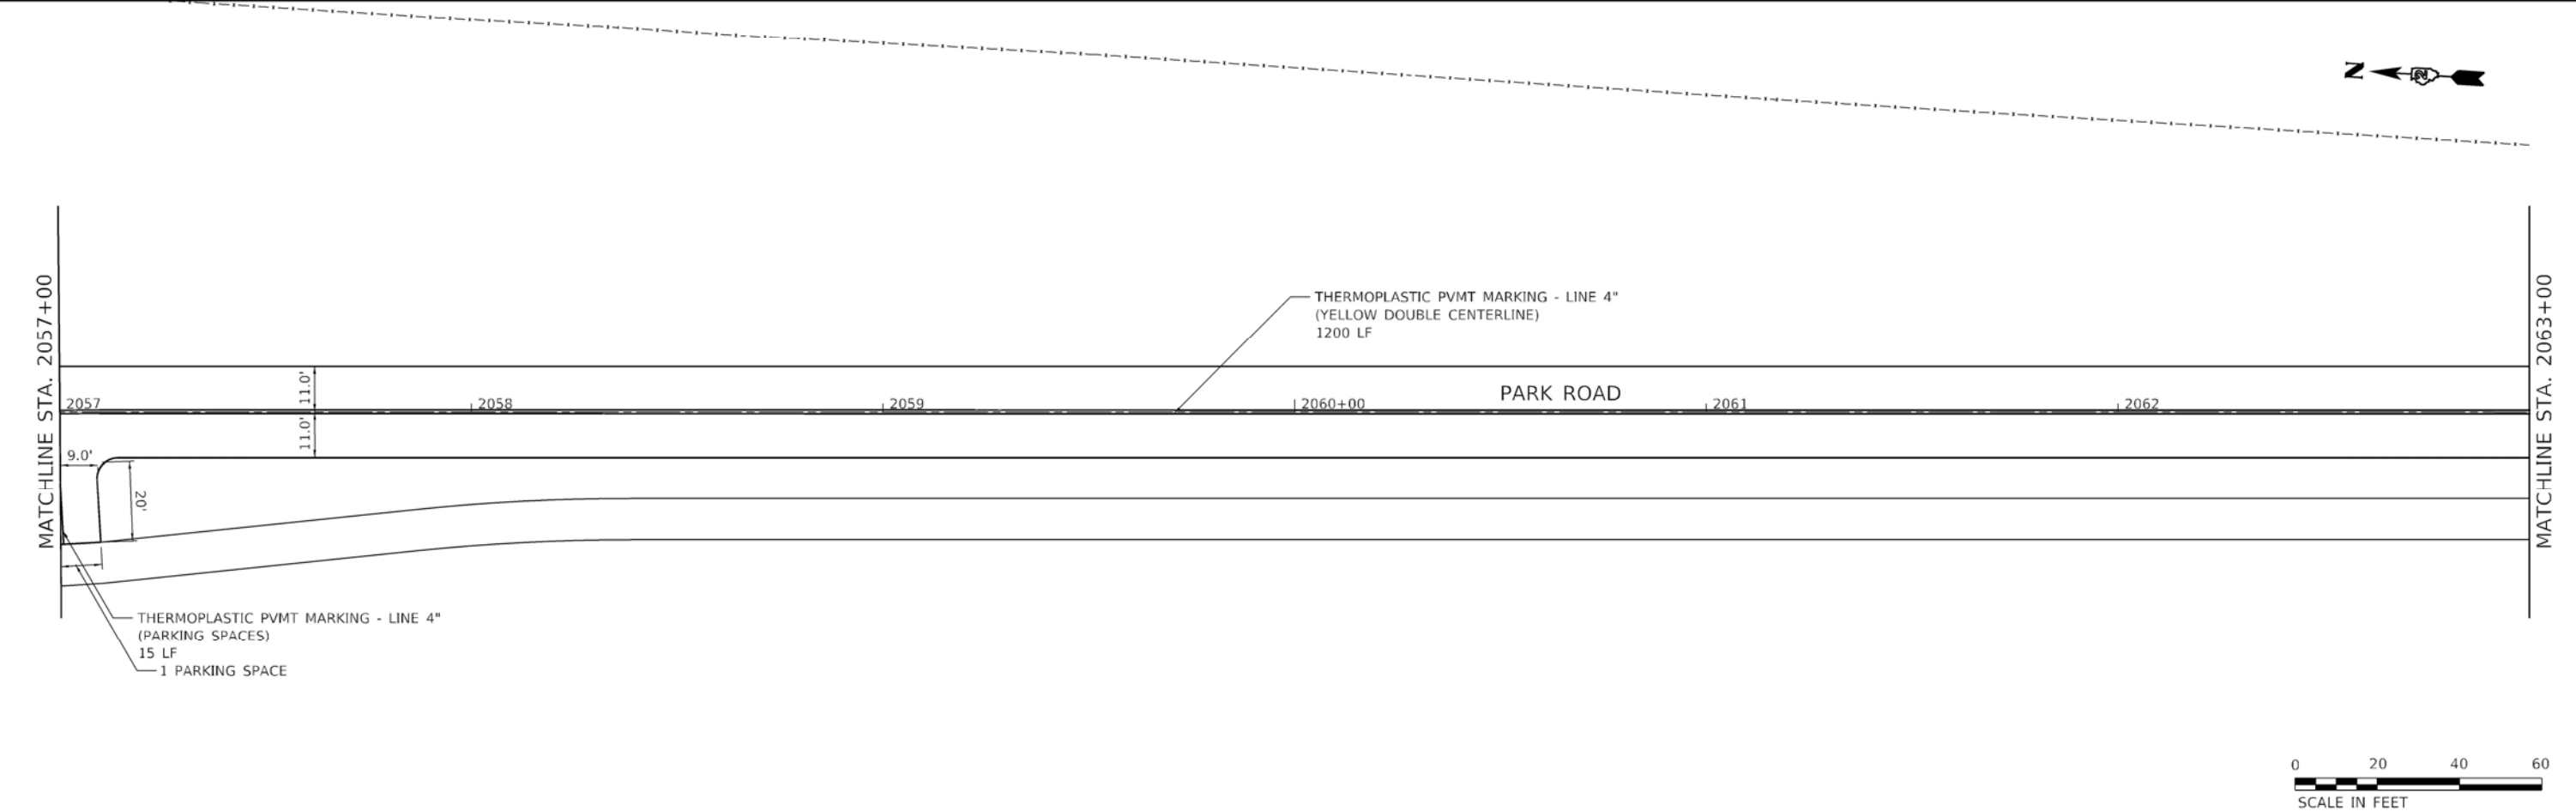 N
2
MATCHLINE STA. 2057+00
MATCHLINE STA. 2063+00
THERMOPLASTIC PVMT MARKING - LINE 4"
(YELLOW DOUBLE CENTERLINE)
1200 LF
11.0'
PARK ROAD
2057
2058
2059
2060+00
2061
2062
11.0'
9.0'
20'
THERMOPLASTIC PVMT MARKING - LINE 4"
(PARKING SPACES)
15 LF
1 PARKING SPACE
0 20 40 60
SCALE IN FEET